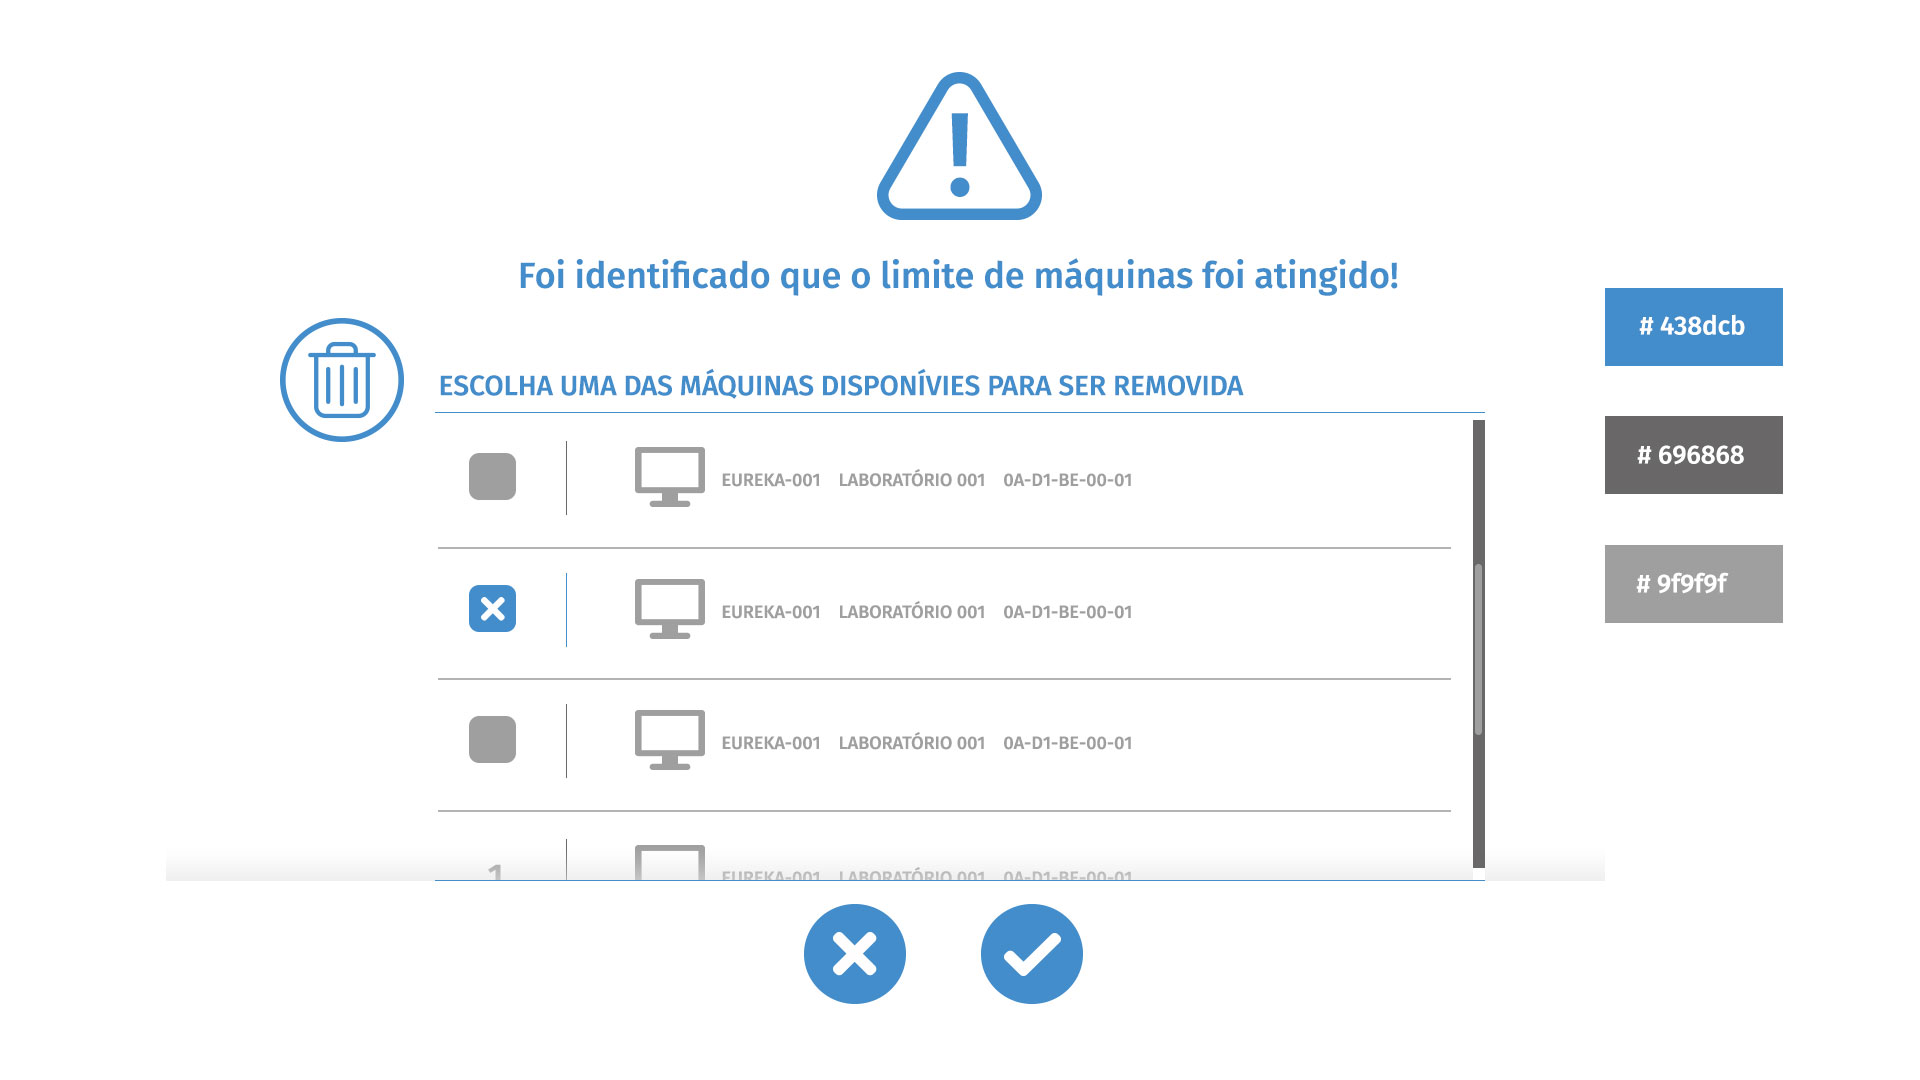 Foi identificado que o limite de máquinas foi atingido!
ESCOLHA UMA DAS MÁQUINAS DISPONÍVIES PARA SER REMOVIDA
EUREKA-001 LABORATÓRIO 001 0A-D1-BE-00-01
EUREKA-001 LABORATÓRIO 001 0A-D1-BE-00-01
EUREKA-001 LABORATÓRIO 001 0A-D1-BE-00-01
1 EUREKA-001 LABORATÓRIO 001 0A-D1-BE-00-01
# 438dcb
# 696868
# 9f9f9f